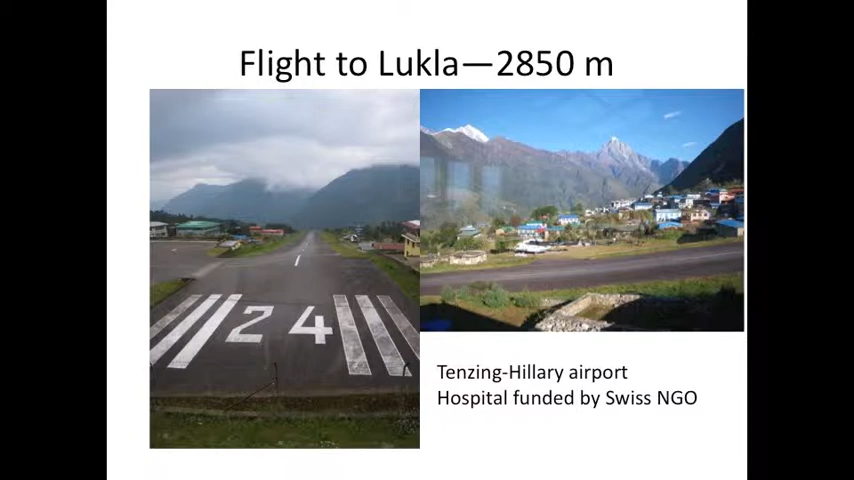 Flight to Lukla—2850 m
24
Tenzing-Hillary airport
Hospital funded by Swiss NGO